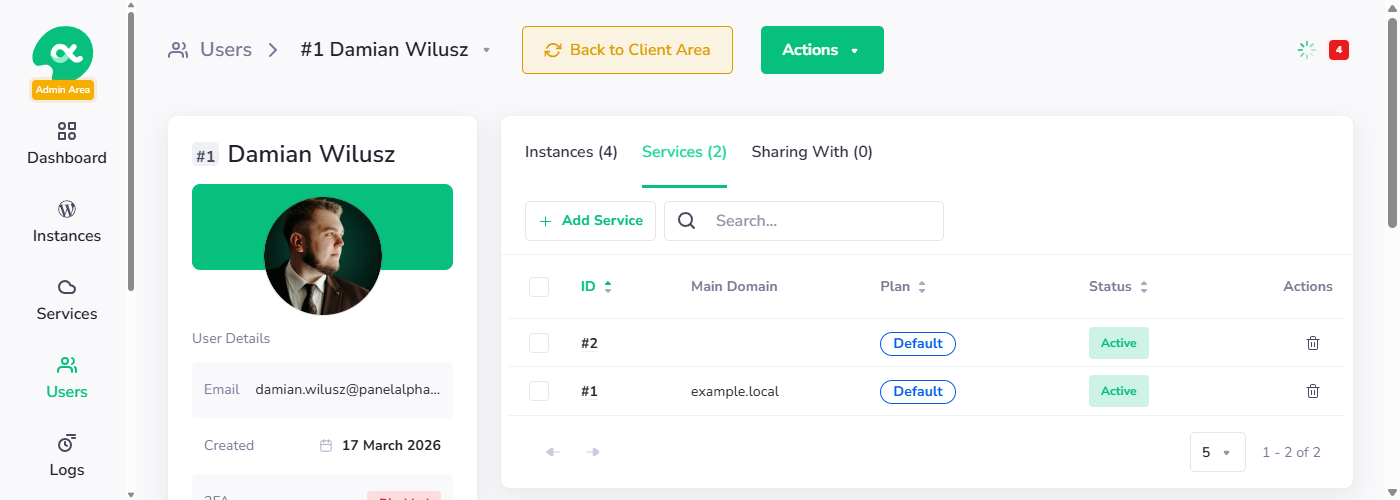 Admin Area
Dashboard
Instances
Services
Users
Logs
Users
#1 Damian Wilusz
Back to Client Area
Actions
4
#1 Damian Wilusz
User Details
Email damian.wilusz@panelalpha...
Created 17 March 2026
Instances (4) Services (2) Sharing With (0)
Add Service Search...
ID Main Domain Plan Status Actions
#2 Default Active
#1 example.local Default Active
5 1 - 2 of 2